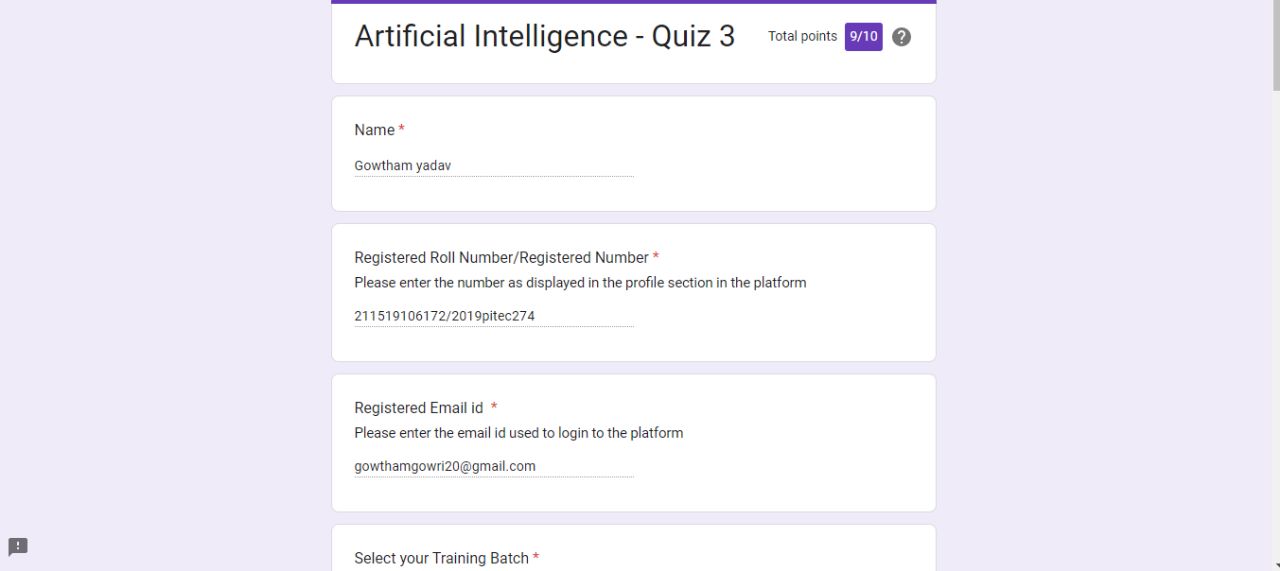 Artificial Intelligence - Quiz 3
Total points 9/10 ?
Name *
Gowtham yadav
Registered Roll Number/Registered Number *
Please enter the number as displayed in the profile section in the platform
211519106172/2019pitec274
Registered Email id *
Please enter the email id used to login to the platform
gowthamgowri20@gmail.com
Select your Training Batch *